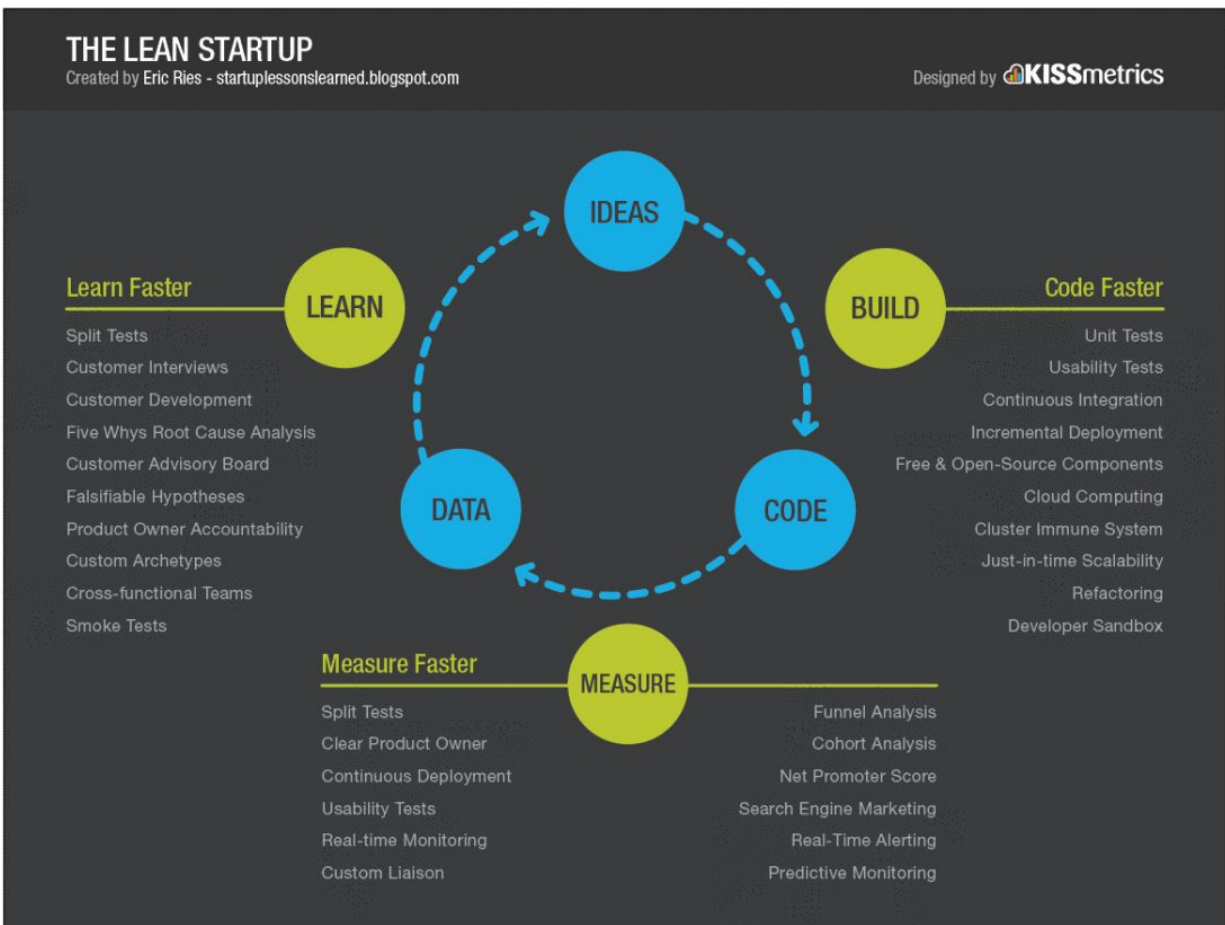 THE LEAN STARTUP
Created by Eric Ries - startuplessonslearned.blogspot.com
Designed by KISSmetrics
IDEAS
LEARN
BUILD
DATA
CODE
MEASURE
Learn Faster
Split Tests
Customer Interviews
Customer Development
Five Whys Root Cause Analysis
Customer Advisory Board
Falsifiable Hypotheses
Product Owner Accountability
Custom Archetypes
Cross-functional Teams
Smoke Tests
Code Faster
Unit Tests
Usability Tests
Continuous Integration
Incremental Deployment
Free & Open-Source Components
Cloud Computing
Cluster Immune System
Just-in-time Scalability
Refactoring
Developer Sandbox
Measure Faster
Split Tests
Clear Product Owner
Continuous Deployment
Usability Tests
Real-time Monitoring
Custom Liaison
Funnel Analysis
Cohort Analysis
Net Promoter Score
Search Engine Marketing
Real-Time Alerting
Predictive Monitoring